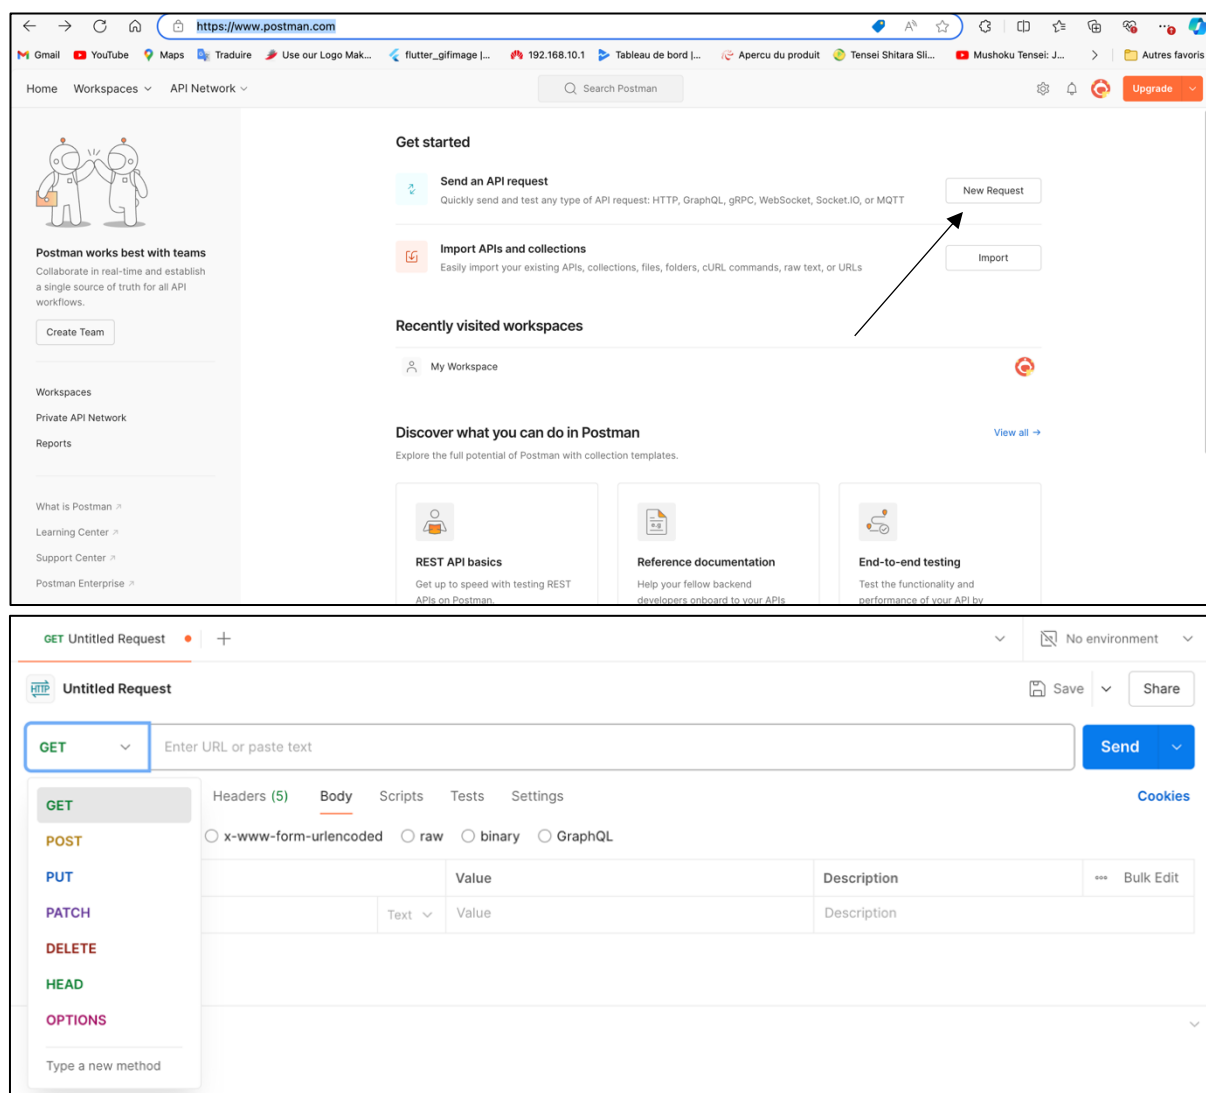 https://www.postman.com
Gmail YouTube Maps Traduire Use our Logo Mak... flutter_gifimage |... 192.168.10.1 Tableau de bord |... Apercu du produit Tensei Shitara Sli... Mushoku Tensei: J... Autres favoris
Home Workspaces API Network Search Postman Upgrade
Get started
Send an API request
Quickly send and test any type of API request: HTTP, GraphQL, gRPC, WebSocket, Socket.IO, or MQTT
New Request
Import APIs and collections
Easily import your existing APIs, collections, files, folders, cURL commands, raw text, or URLs
Import
Postman works best with teams
Collaborate in real-time and establish
a single source of truth for all API
workflows.
Create Team
Recently visited workspaces
My Workspace
Workspaces
Private API Network
Reports
Discover what you can do in Postman
View all →
Explore the full potential of Postman with collection templates.
What is Postman
Learning Center
Support Center
Postman Enterprise
REST API basics
Get up to speed with testing REST
APIs on Postman.
Reference documentation
Help your fellow backend
developers onboard to your APIs
End-to-end testing
Test the functionality and
performance of your API by
GET Untitled Request No environment
HTTP Untitled Request Save Share
GET Enter URL or paste text Send
Headers (5) Body Scripts Tests Settings Cookies
x-www-form-urlencoded raw binary GraphQL
Value Description Bulk Edit
Text Value Description
GET
POST
PUT
PATCH
DELETE
HEAD
OPTIONS
Type a new method